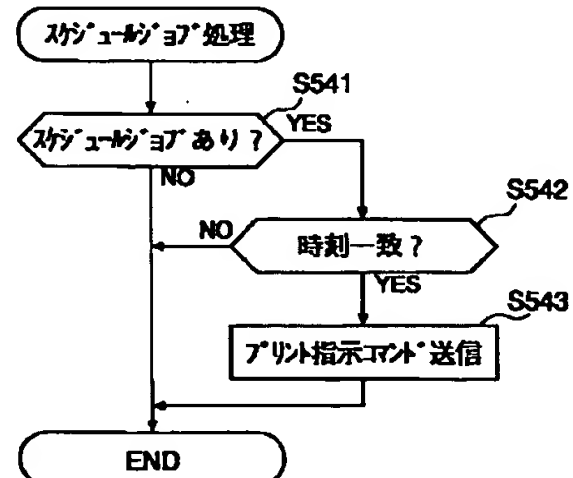 スケジュールジョブ処理
S541
スケジュールジョブあり?
YES
NO
S542
NO
時刻一致?
YES
S543
プリント指示コマンド送信
END